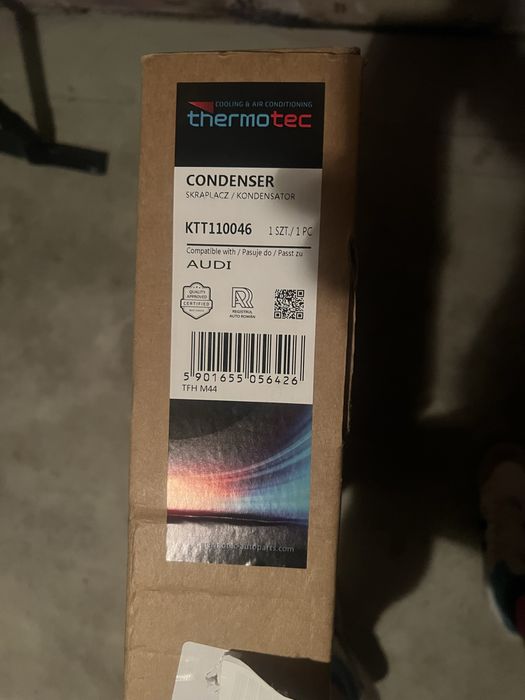 COOLING & AIR CONDITIONING
thermotec
CONDENSER
SKRAPLACZ / KONDENSATOR
KTT110046 1 SZT./ 1 PC
Compatible with / Pasuje do / Passt zu
AUDI
QUALITY
APPROVED
CERTIFIED
REGISTRUL
AUTO ROMÂN
5 901655 056426
TFH M44